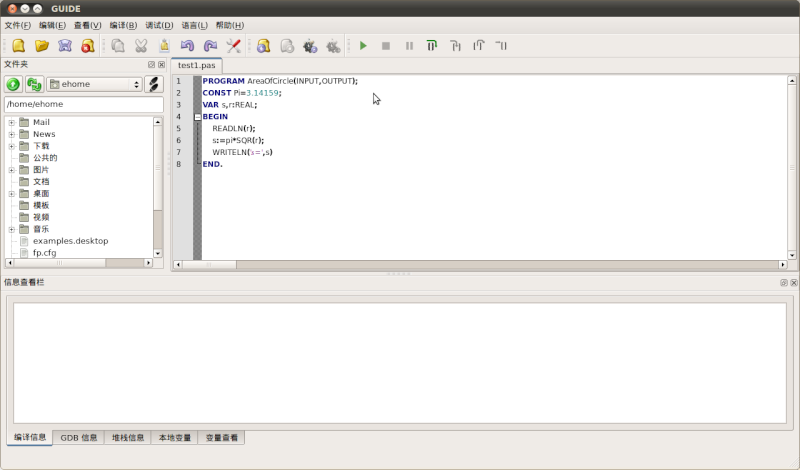 GUIDE
文件(F) 编辑(E) 查看(V) 编译(B) 调试(D) 语言(L) 帮助(H)
文件夹
test1.pas
ehome
/home/ehome
Mail
News
下载
公共的
图片
文档
桌面
模板
视频
音乐
examples.desktop
fp.cfg
1 PROGRAM AreaOfCircle(INPUT,OUTPUT);
2 CONST Pi=3.14159;
3 VAR s,r:REAL;
4 BEGIN
5 READLN(r);
6 s:=pi*SQR(r);
7 WRITELN('s=',s)
8 END.
信息查看栏
编译信息 GDB 信息 堆栈信息 本地变量 变量查看